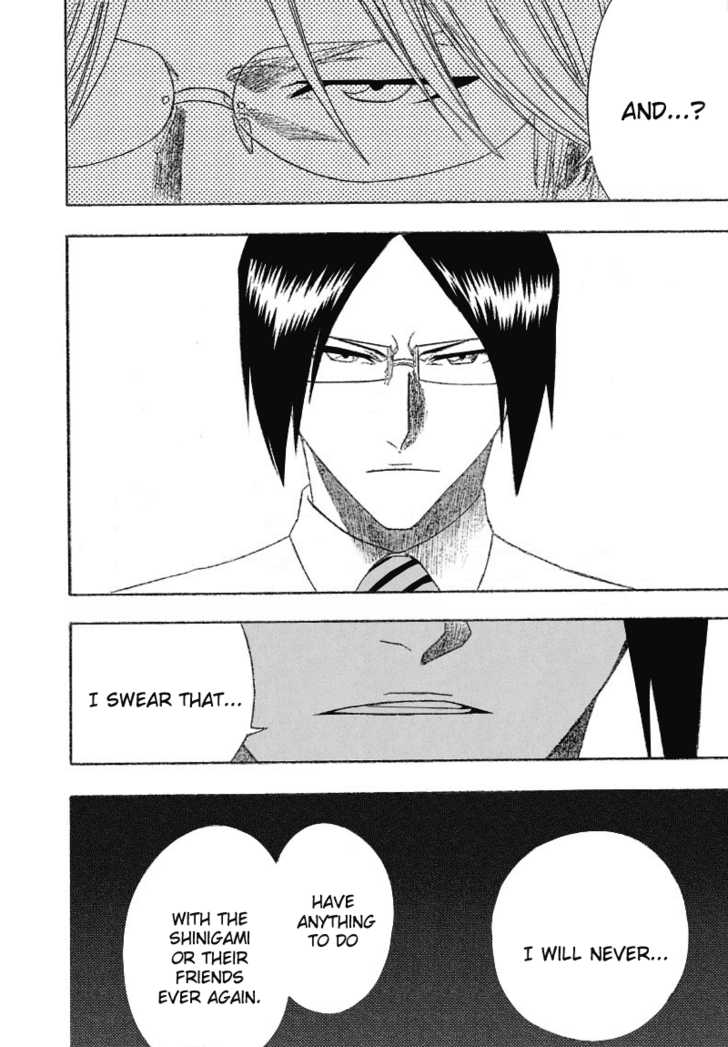 AND...?
I SWEAR THAT...
I WILL NEVER...
HAVE
ANYTHING
TO DO
WITH THE
SHINIGAMI
OR THEIR
FRIENDS
EVER AGAIN.